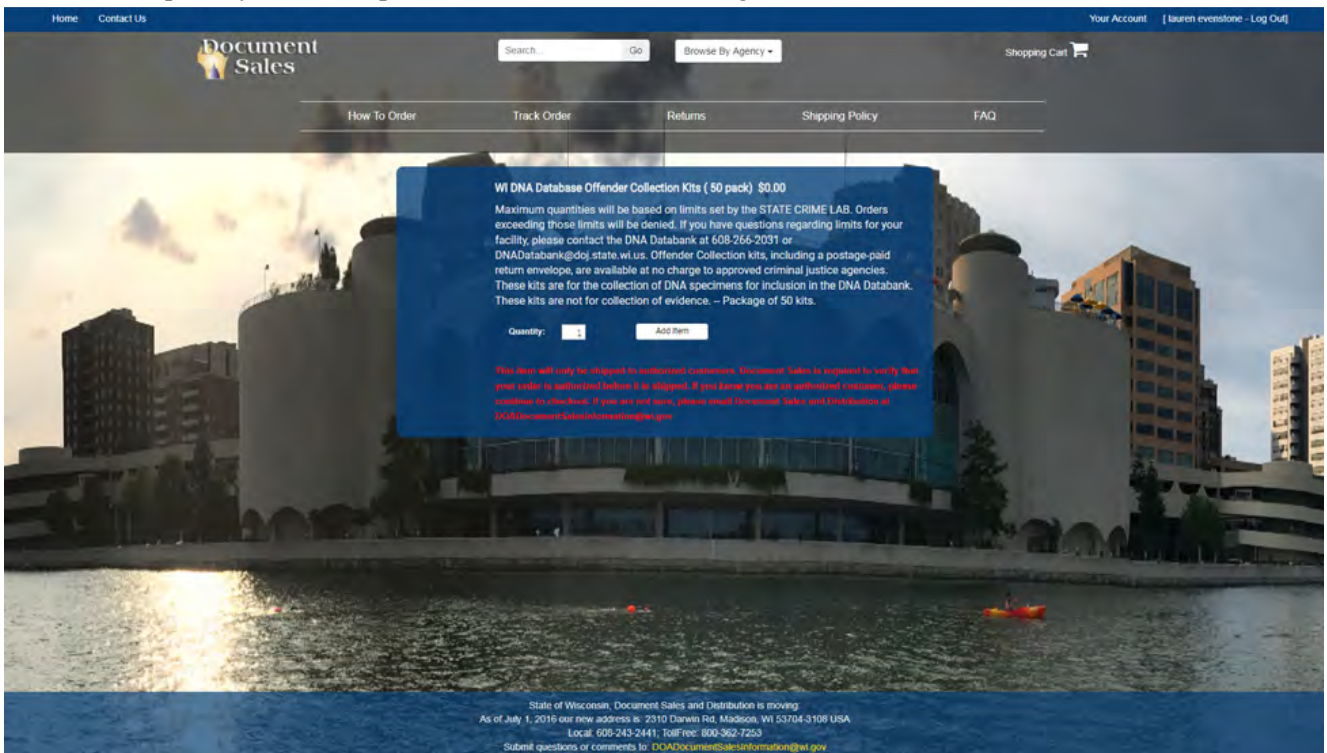 Home Contact Us Your Account [ lauren evenstone - Log Out]
Document
Sales
Search... Go Browse By Agency Shopping Cart
How To Order Track Order Returns Shipping Policy FAQ
WI DNA Database Offender Collection Kits ( 50 pack) $0.00
Maximum quantities will be based on limits set by the STATE CRIME LAB. Orders
exceeding those limits will be denied. If you have questions regarding limits for your
facility, please contact the DNA Databank at 608-266-2031 or
DNADatabank@doj.state.wi.us. Offender Collection kits, including a postage-paid
return envelope, are available at no charge to approved criminal justice agencies.
These kits are for the collection of DNA specimens for inclusion in the DNA Databank.
These kits are not for collection of evidence. – Package of 50 kits.
Quantity: 1 Add Item
This item will only be shipped to authorized customers. Document Sales is required to verify that
your order is authorized before it is shipped. If you know you are an authorized customer, please
continue to checkout. If you are not sure, please email Document Sales and Distribution at
DOADocumentSalesInformation@wi.gov
State of Wisconsin, Document Sales and Distribution is moving:
As of July 1, 2016 our new address is: 2310 Darwin Rd, Madison, WI 53704-3108 USA
Local: 608-243-2441; TollFree: 800-362-7253
Submit questions or comments to: DOADocumentSalesInformation@wi.gov